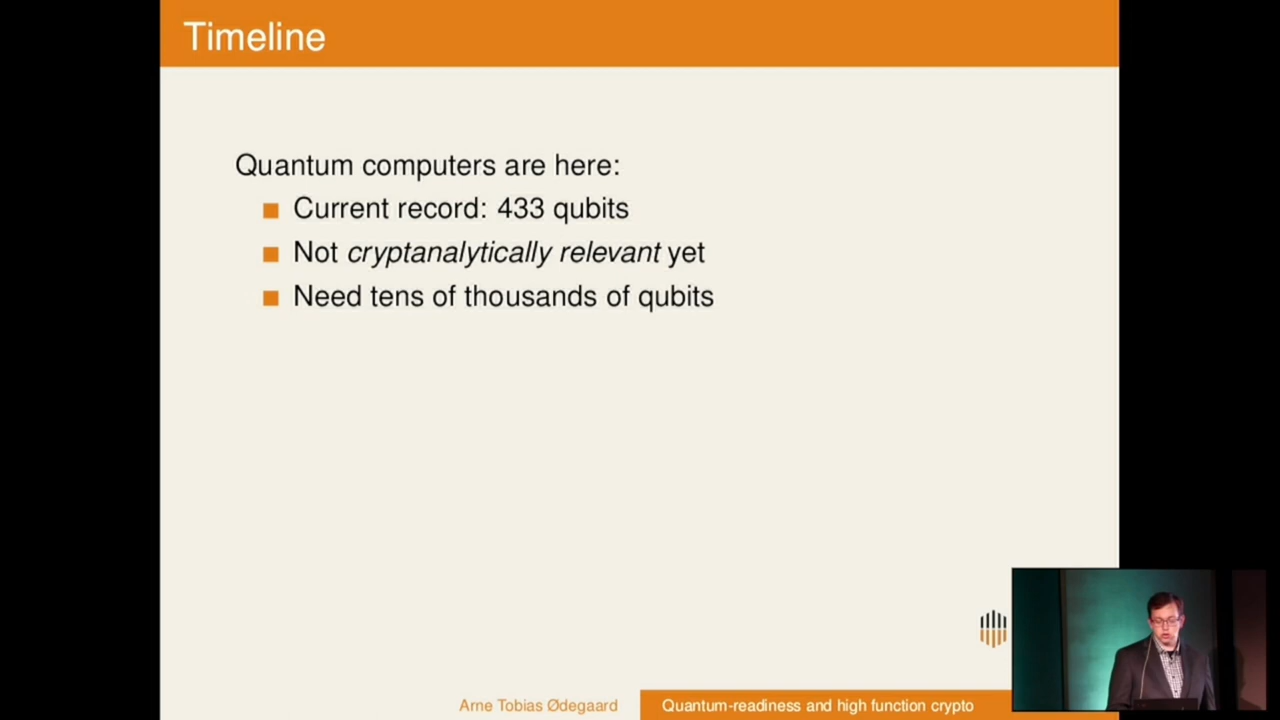 Timeline
Quantum computers are here:
Current record: 433 qubits
Not cryptanalytically relevant yet
Need tens of thousands of qubits
Arne Tobias Ødegaard
Quantum-readiness and high function crypto